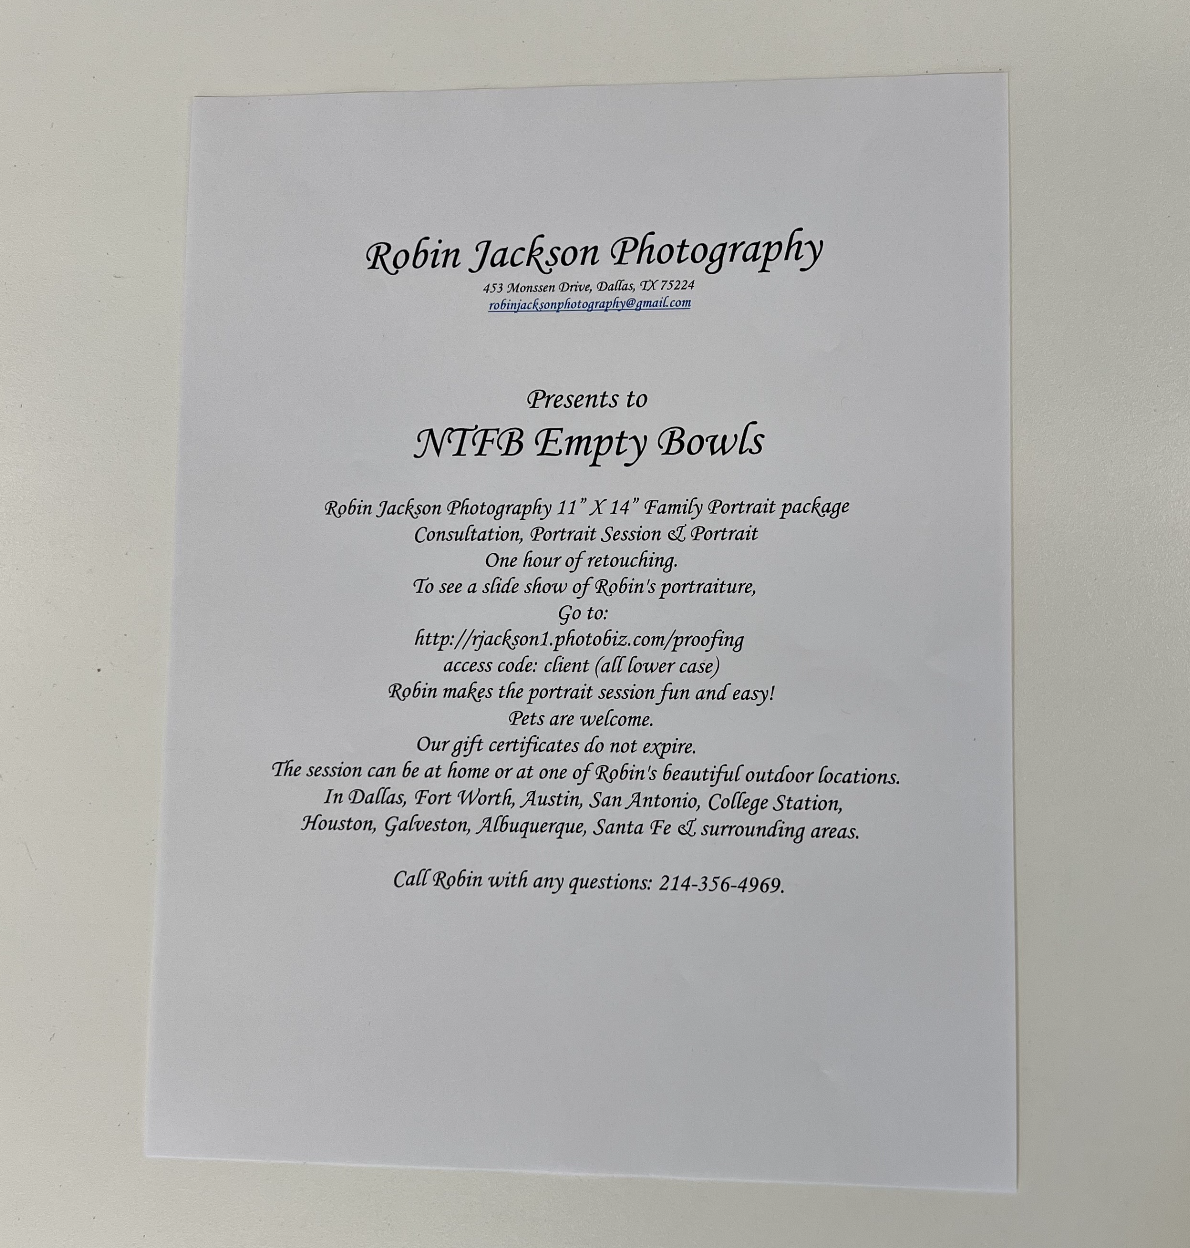 Robin Jackson Photography
453 Monssen Drive, Dallas, TX 75224
robinjacksonphotography@gmail.com
Presents to
NTFB Empty Bowls
Robin Jackson Photography 11” X 14” Family Portrait package
Consultation, Portrait Session & Portrait
One hour of retouching.
To see a slide show of Robin's portraiture,
Go to:
http://rjackson1.photobiz.com/proofing
access code: client (all lower case)
Robin makes the portrait session fun and easy!
Pets are welcome.
Our gift certificates do not expire.
The session can be at home or at one of Robin's beautiful outdoor locations.
In Dallas, Fort Worth, Austin, San Antonio, College Station,
Houston, Galveston, Albuquerque, Santa Fe & surrounding areas.
Call Robin with any questions: 214-356-4969.